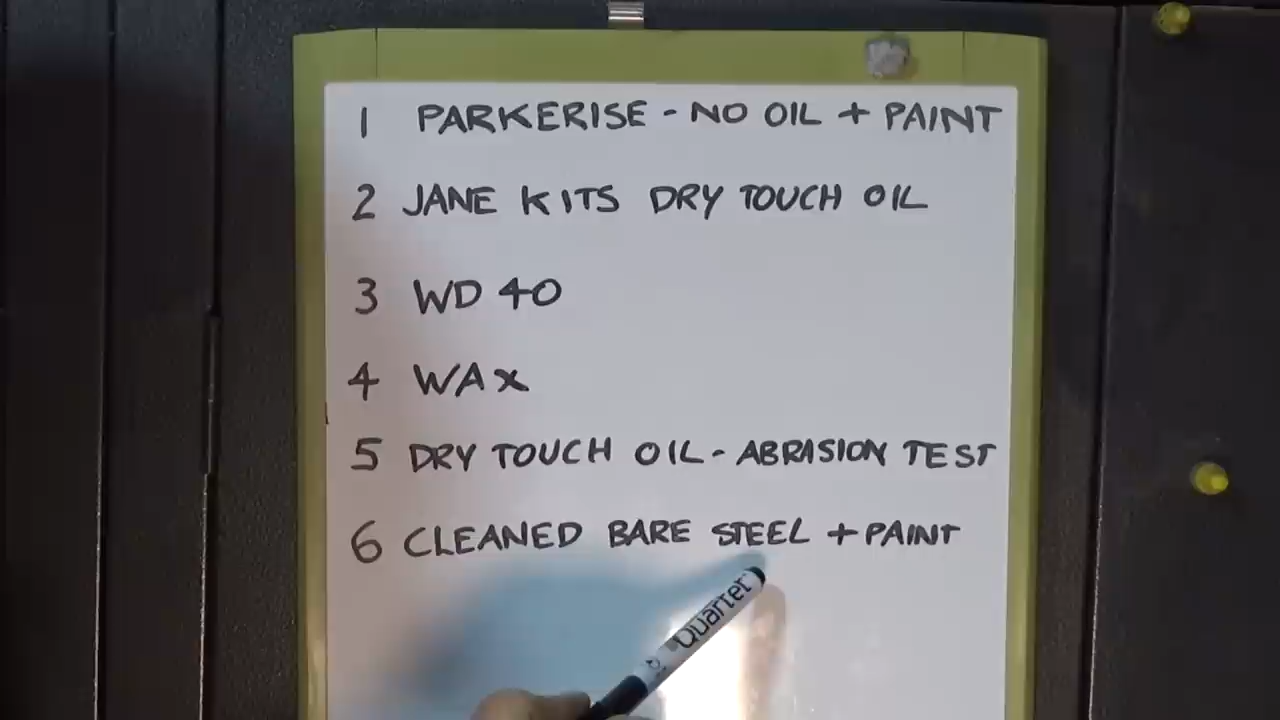 1 PARKERISE - NO OIL + PAINT
2 JANE KITS DRY TOUCH OIL
3 WD 40
4 WAX
5 DRY TOUCH OIL - ABRASION TEST
6 CLEANED BARE STEEL + PAINT
Quartet